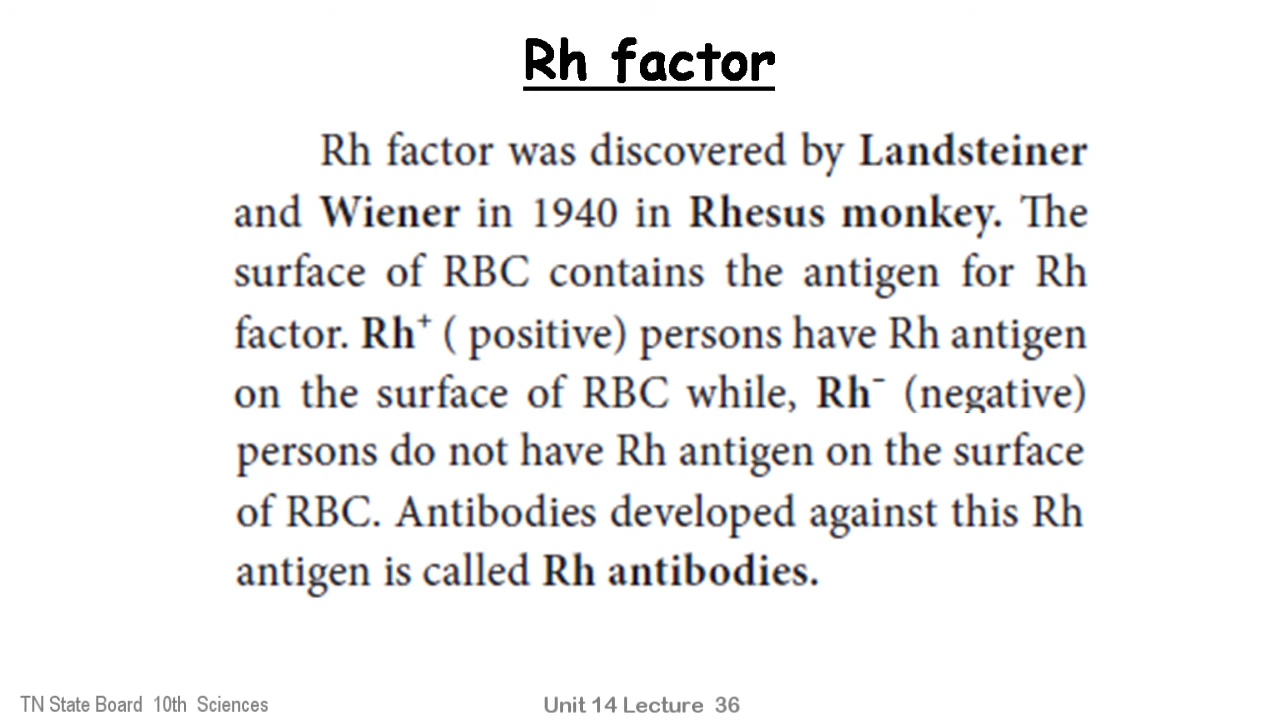 Rh factor
Rh factor was discovered by Landsteiner
and Wiener in 1940 in Rhesus monkey. The
surface of RBC contains the antigen for Rh
factor. Rh⁺ ( positive) persons have Rh antigen
on the surface of RBC while, Rh⁻ (negative)
persons do not have Rh antigen on the surface
of RBC. Antibodies developed against this Rh
antigen is called Rh antibodies.
TN State Board 10th Sciences
Unit 14 Lecture 36